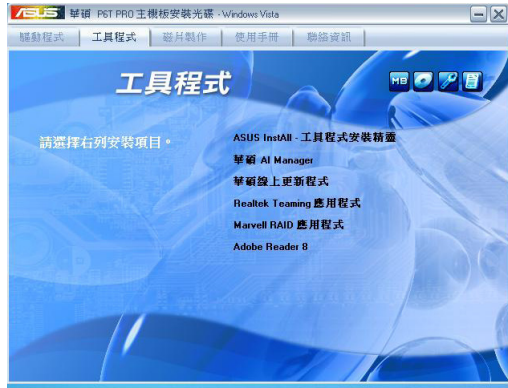 ASUS 華碩 P6T PRO 主機板安裝光碟 - Windows Vista
驅動程式 工具程式 磁片製作 使用手冊 聯絡資訊
工具程式
MB
請選擇右列安裝項目。
ASUS InstAll - 工具程式安裝精靈
華碩 AI Manager
華碩線上更新程式
Realtek Teaming 應用程式
Marvell RAID 應用程式
Adobe Reader 8